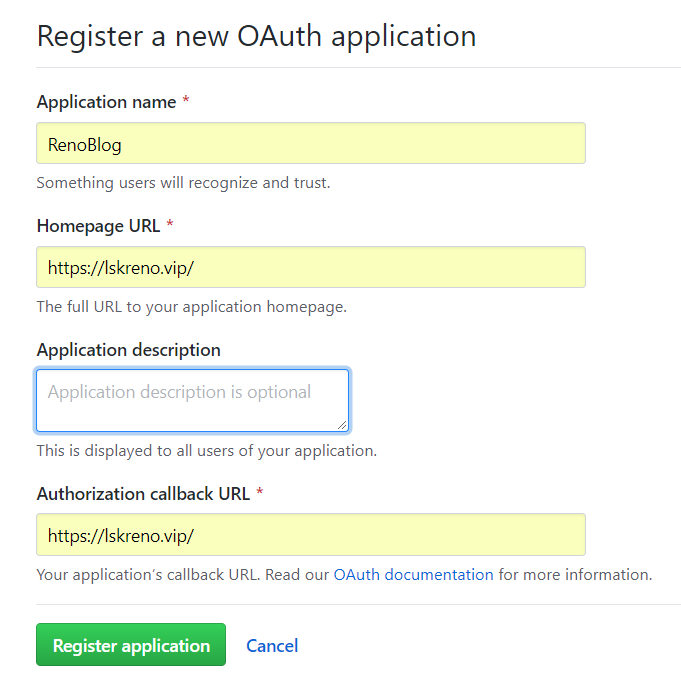 Register a new OAuth application
Application name *
RenoBlog
Something users will recognize and trust.
Homepage URL *
https://lskreno.vip/
The full URL to your application homepage.
Application description
Application description is optional
This is displayed to all users of your application.
Authorization callback URL *
https://lskreno.vip/
Your application’s callback URL. Read our OAuth documentation for more information.
Register application Cancel